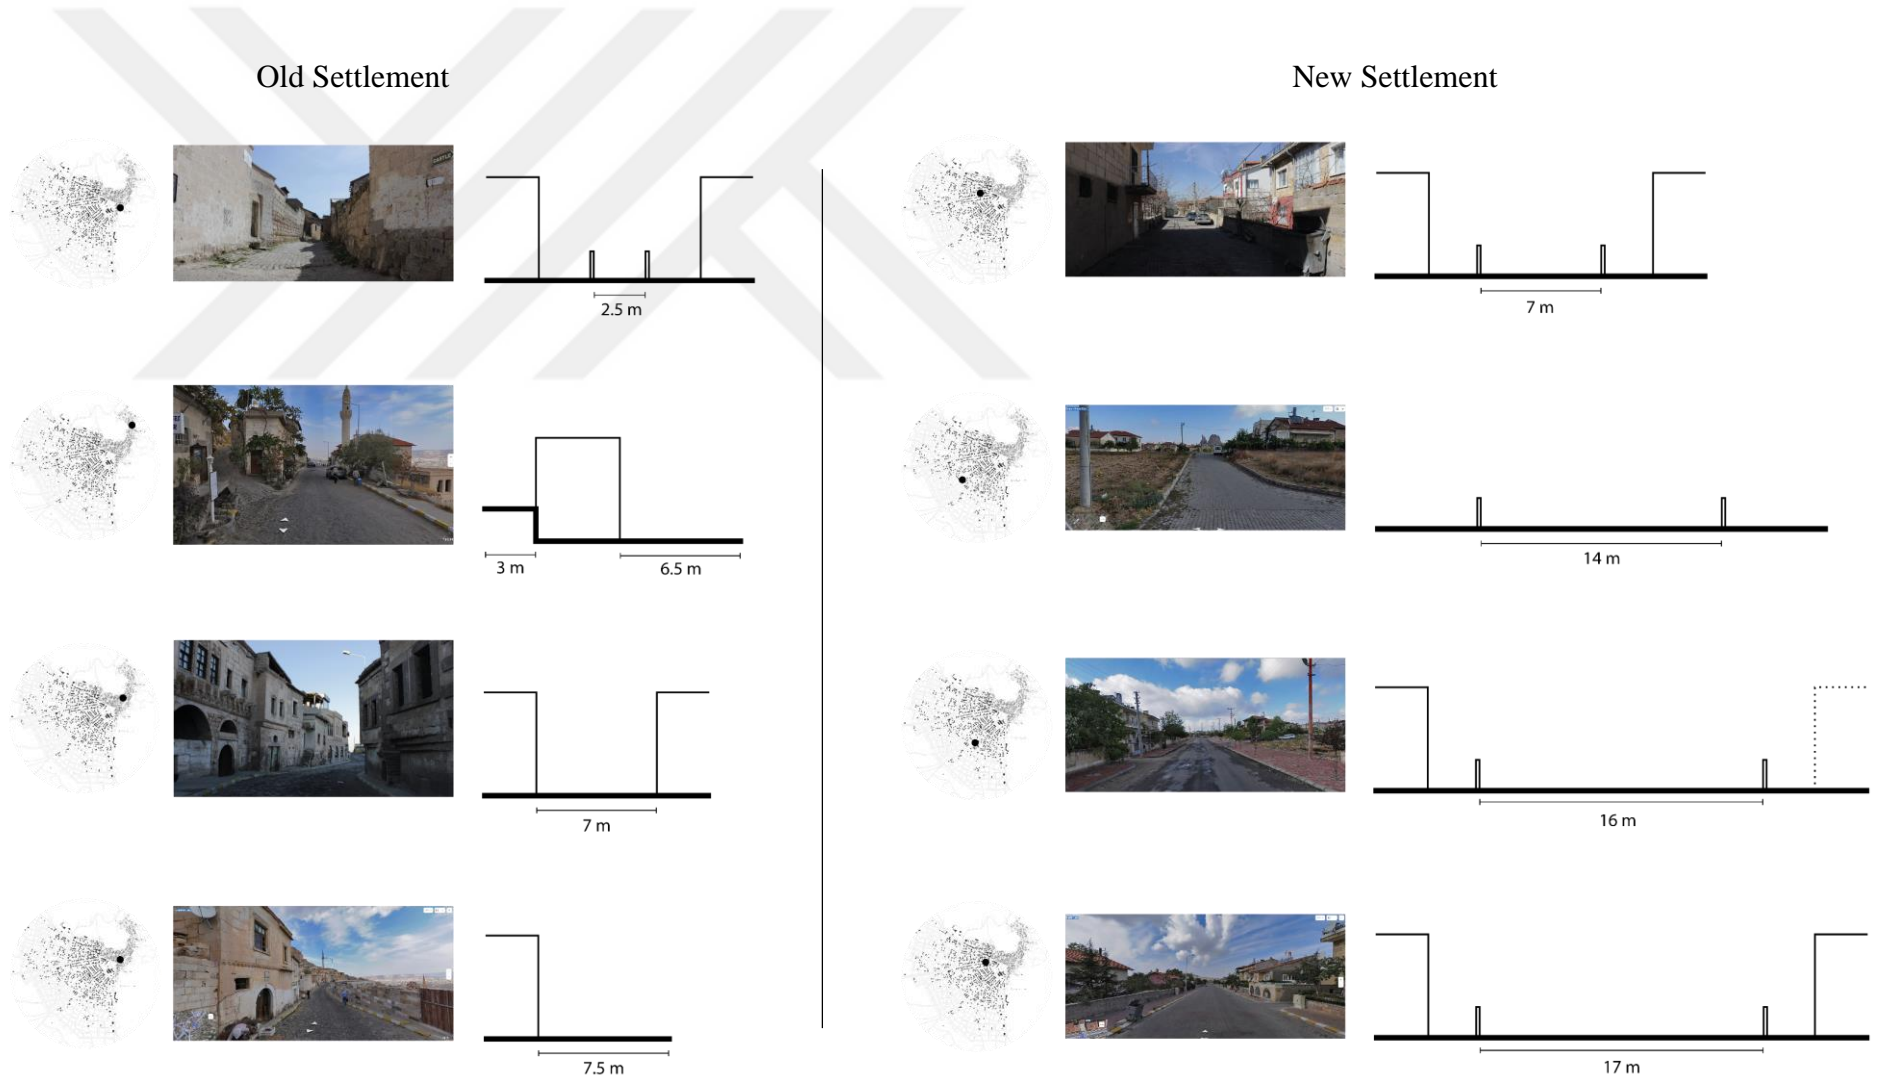 Old Settlement
New Settlement
2.5 m
7 m
3 m
6.5 m
14 m
7 m
16 m
7.5 m
17 m